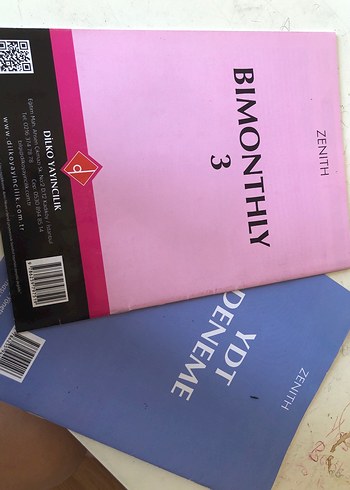 ZENITH
BIMONTHLY
3
DİLKO YAYINCILIK
www.dilkoyayincilik.com.tr
ZENITH
YDT
DENEME